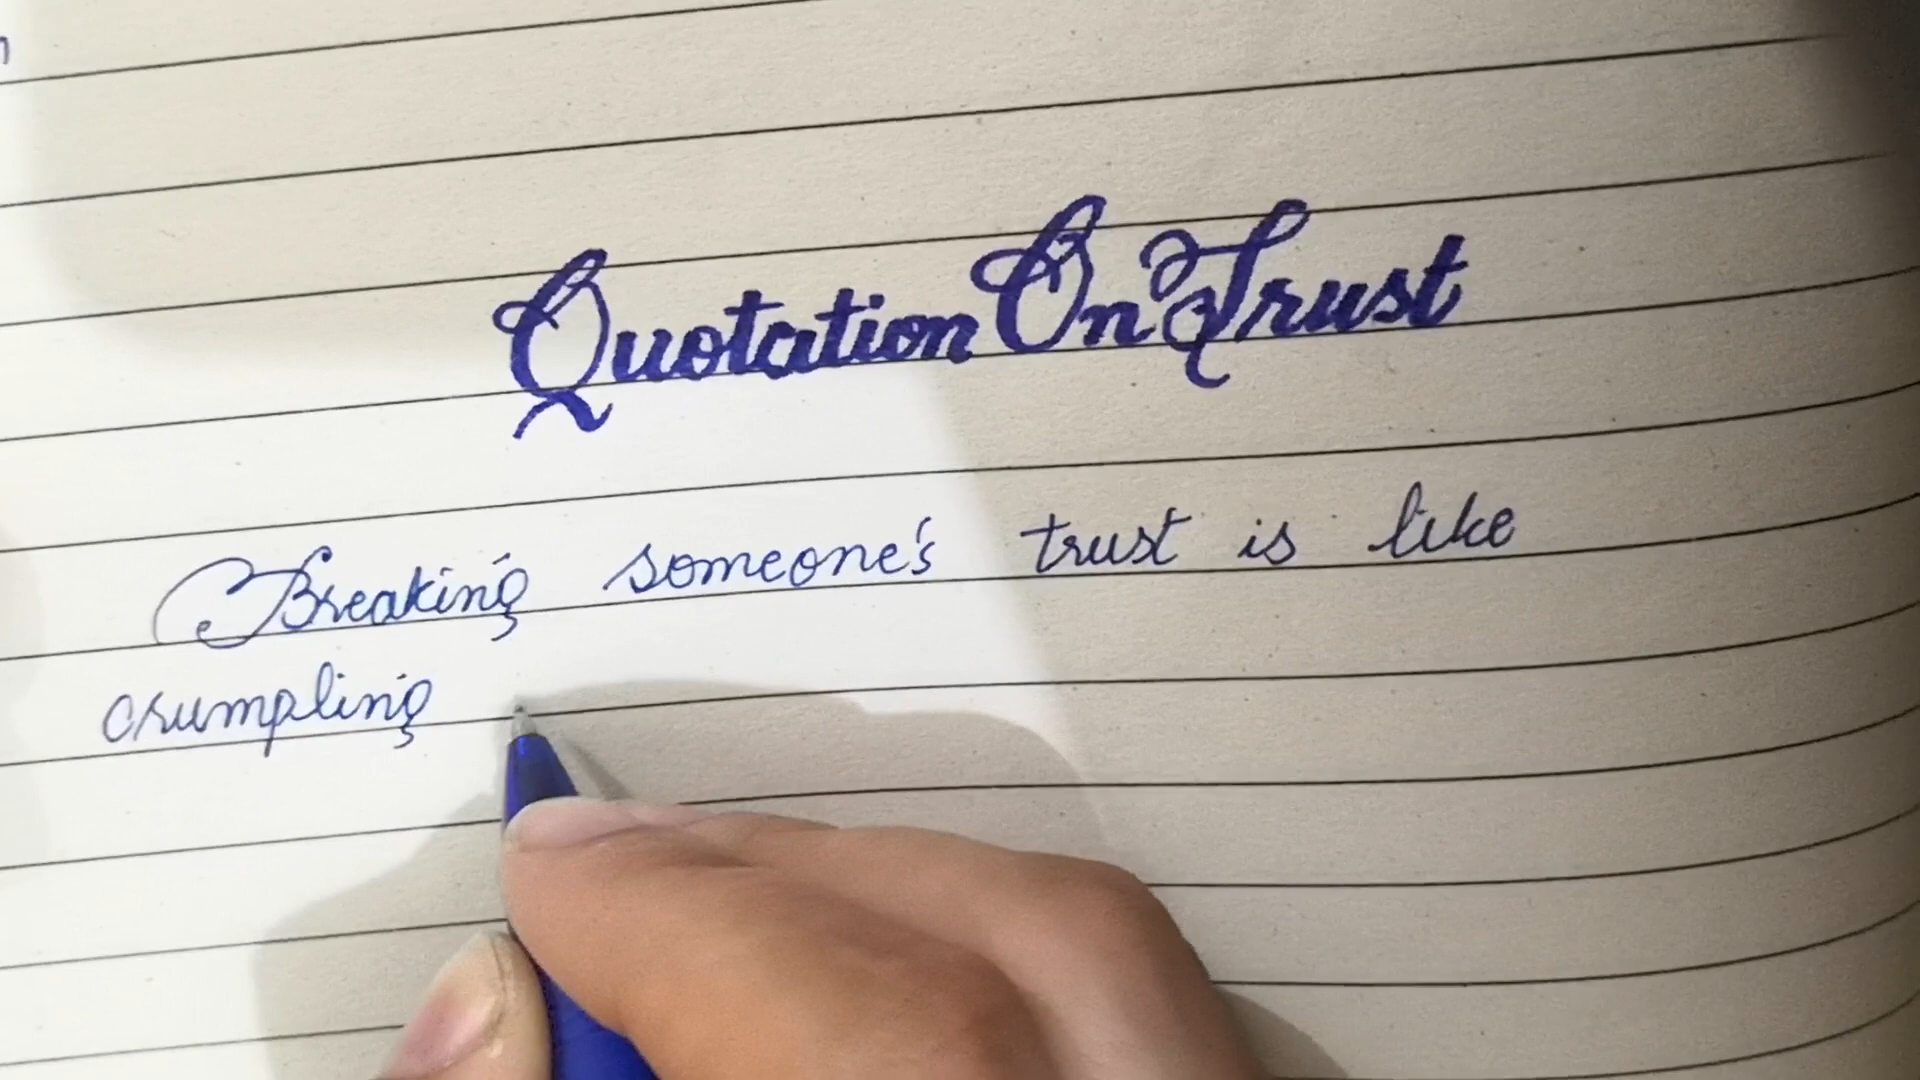 Quotation On Trust
Breaking someone's trust is like
crumpling